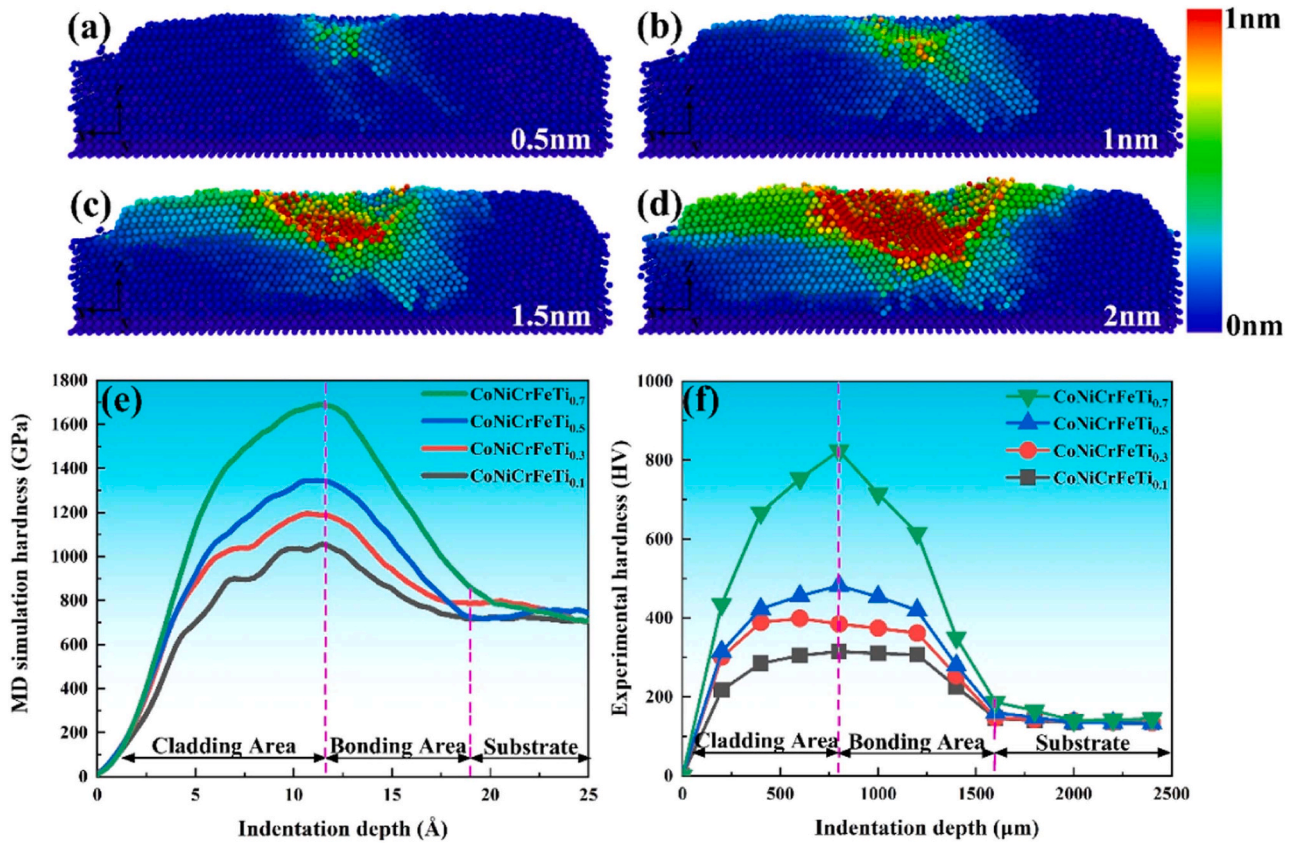 (a)
0.5nm
(b)
1nm
1nm
0nm
(c)
1.5nm
(d)
2nm
(e)
CoNiCrFeTi0.7
CoNiCrFeTi0.5
CoNiCrFeTi0.3
CoNiCrFeTi0.1
MD simulation hardness (GPa)
1800
1600
1400
1200
1000
800
600
400
200
0
Cladding Area
Bonding Area
Substrate
0
5
10
15
20
25
Indentation depth (Å)
(f)
CoNiCrFeTi0.7
CoNiCrFeTi0.5
CoNiCrFeTi0.3
CoNiCrFeTi0.1
Experimental hardness (HV)
1000
800
600
400
200
0
Cladding Area
Bonding Area
Substrate
0
500
1000
1500
2000
2500
Indentation depth (μm)